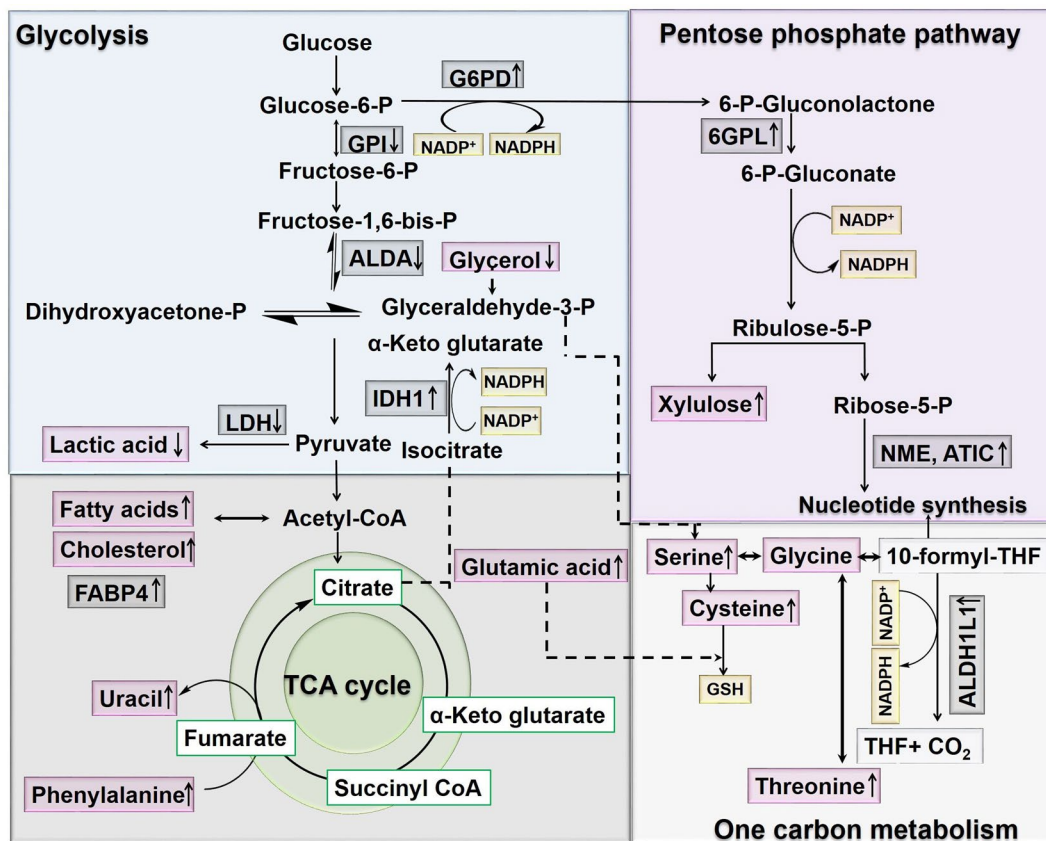 Glycolysis
Glucose
G6PD↑
Glucose-6-P
NADP+
NADPH
GPI↓
Fructose-6-P
Fructose-1,6-bis-P
ALDA↓
Glycerol↓
Dihydroxyacetone-P
Glyceraldehyde-3-P
α-Keto glutarate
IDH1↑
NADPH
NADP+
LDH↓
Lactic acid↓
Pyruvate
Isocitrate
Pentose phosphate pathway
6-P-Gluconolactone
6GPL↑
6-P-Gluconate
NADP+
NADPH
Ribulose-5-P
Xylulose↑
Ribose-5-P
NME, ATIC↑
Nucleotide synthesis
Fatty acids↑
Acetyl-CoA
Cholesterol↑
FABP4↑
Citrate
Glutamic acid↑
TCA cycle
Uracil↑
α-Keto glutarate
Fumarate
Succinyl CoA
Phenylalanine↑
Serine↑
Glycine
10-formyl-THF
Cysteine↑
NADP+
NADPH
ALDH1L1↑
GSH
THF+ CO2
Threonine↑
One carbon metabolism